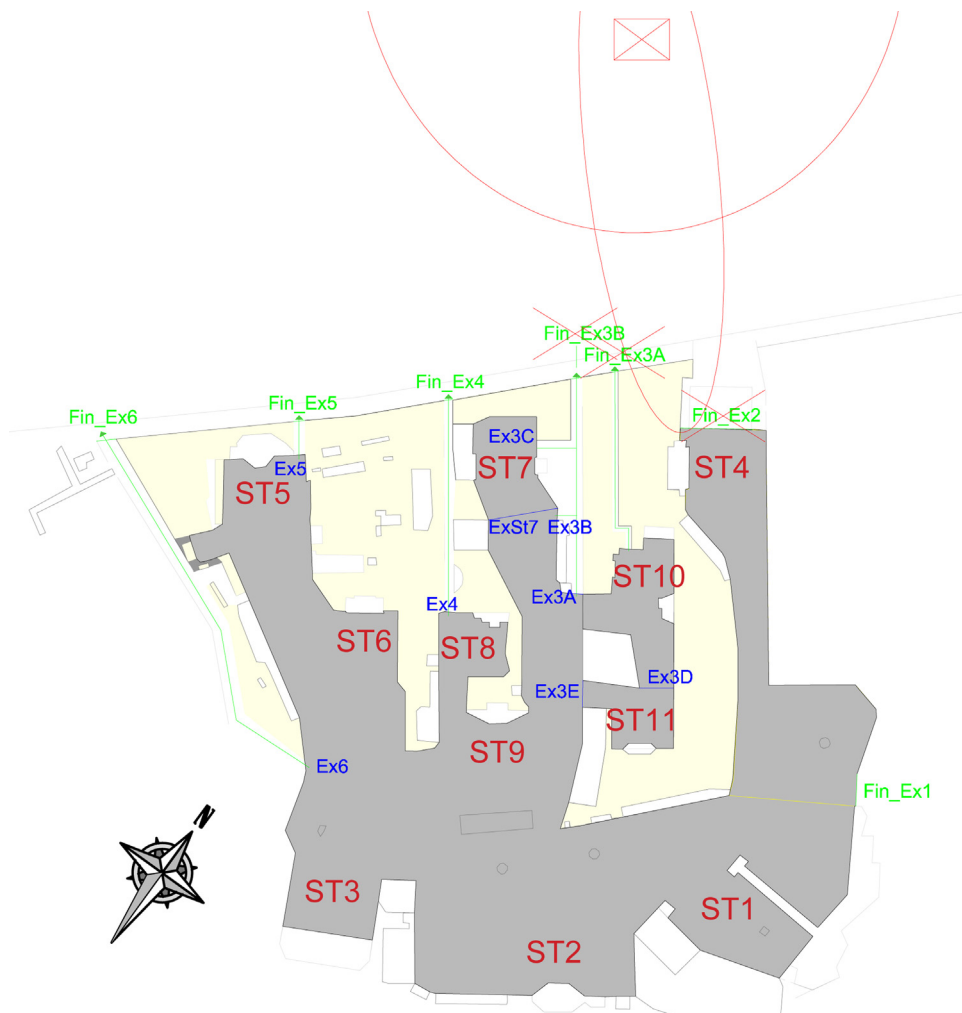 Fin_Ex3B
Fin_Ex3A
Fin_Ex4
Fin_Ex5
Fin_Ex6
Fin_Ex2
Ex3C
Ex5
ST7
ST4
ST5
ExSt7
Ex3B
ST10
Ex3A
Ex4
ST6
ST8
Ex3D
Ex3E
ST11
ST9
Ex6
Fin_Ex1
N
ST3
ST1
ST2